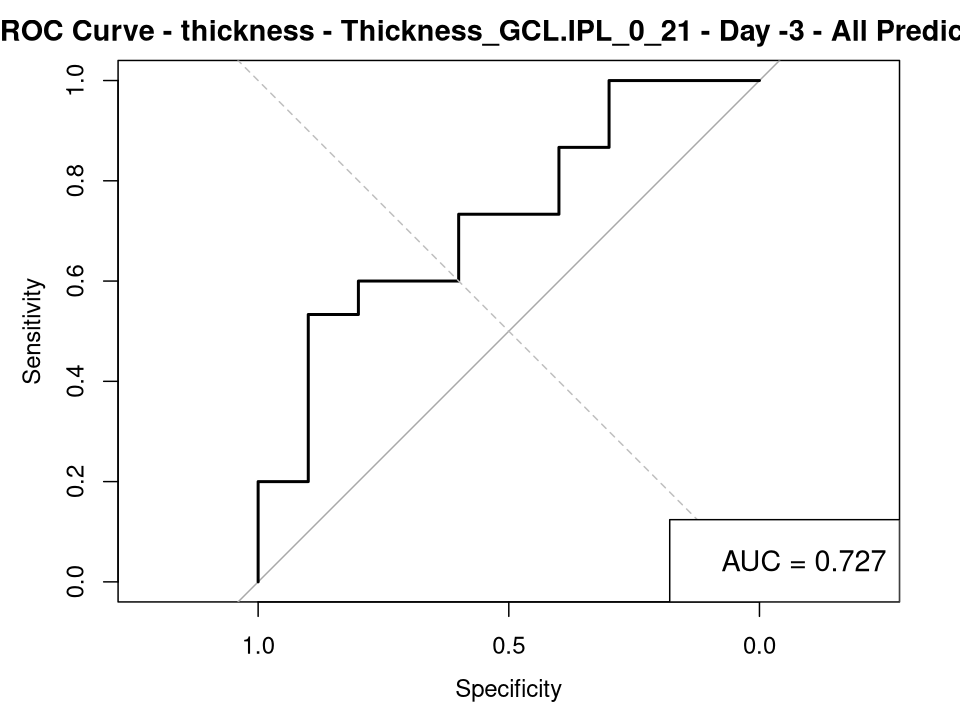 ROC Curve - thickness - Thickness_GCL.IPL_0_21 - Day -3 - All Predic
1.0
0.8
0.6
0.4
0.2
0.0
Sensitivity
AUC = 0.727
1.0 0.5 0.0
Specificity